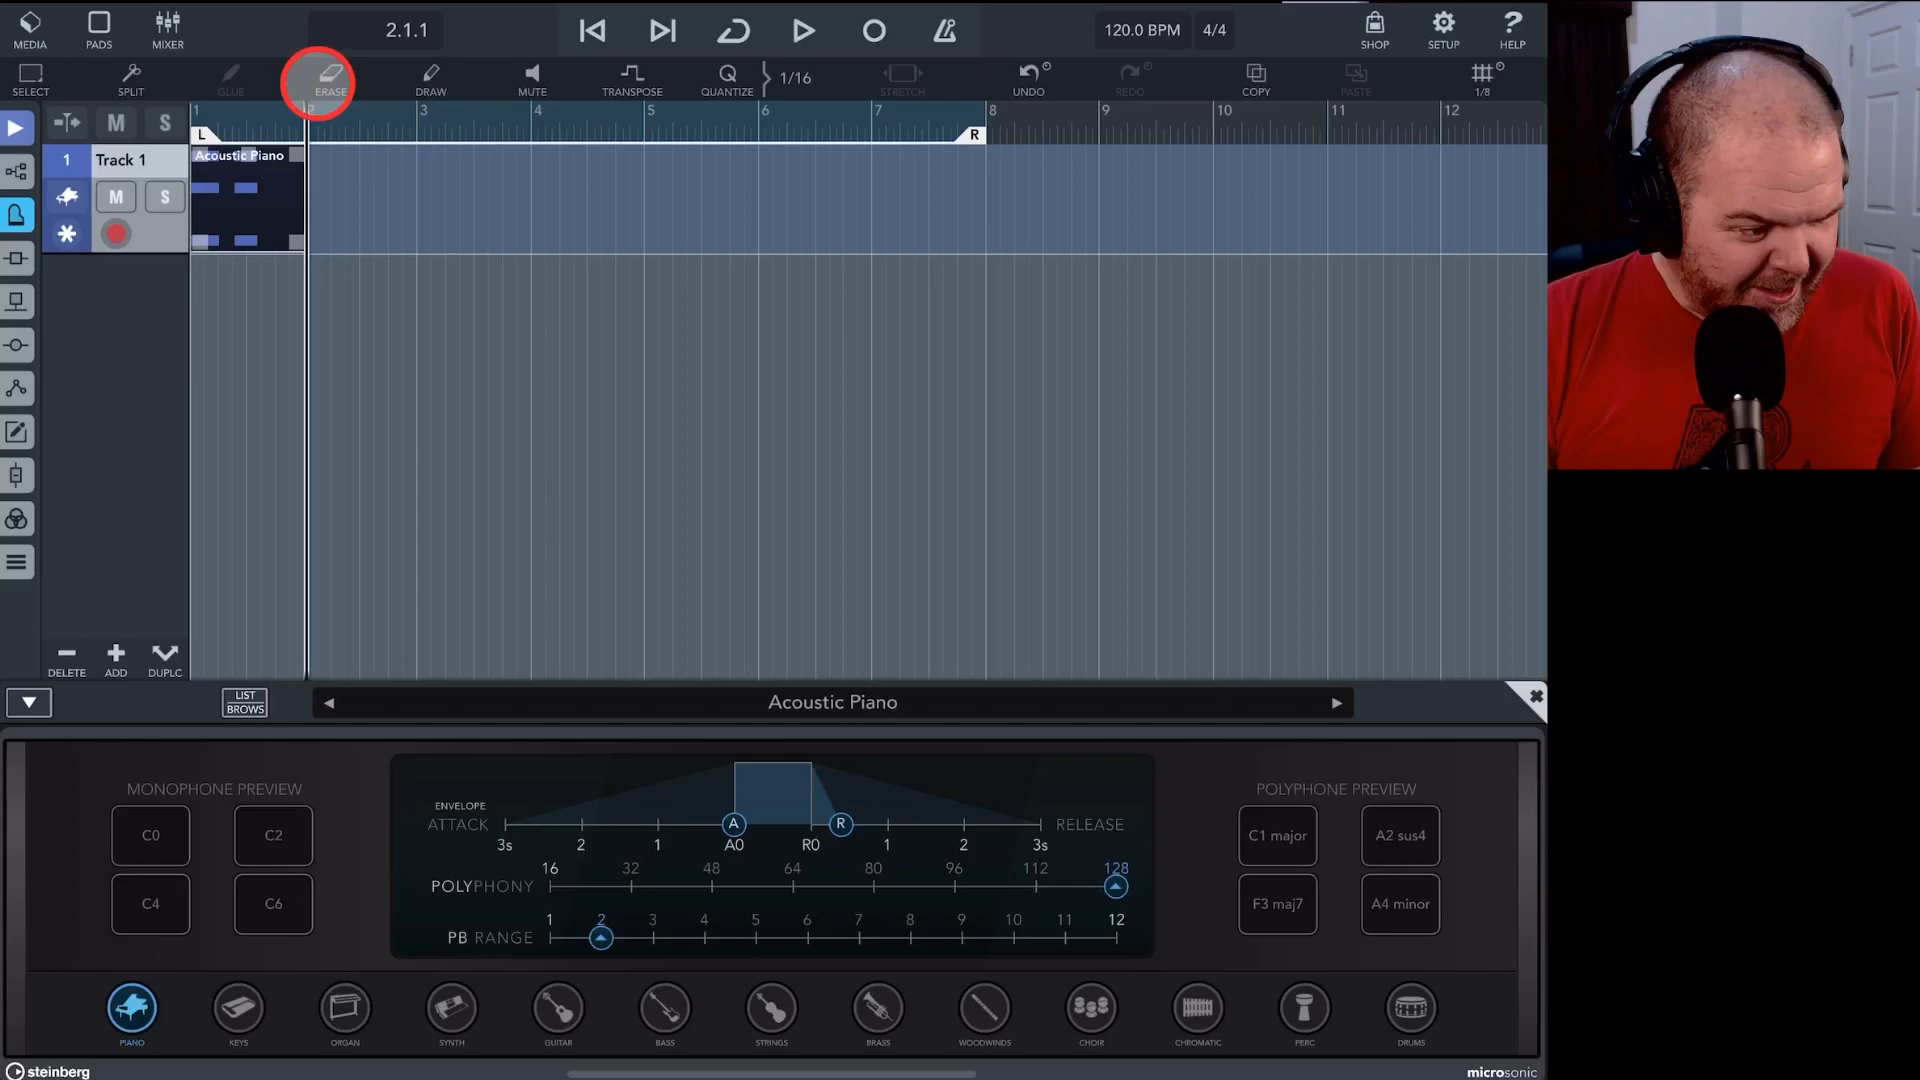 MEDIA PADS MIXER 2.1.1 120.0 BPM 4/4 SHOP SETUP HELP
SELECT SPLIT GLUE ERASE DRAW MUTE TRANSPOSE Q QUANTIZE 1/16 STRETCH UNDO REDO COPY PASTE 1/8
1 2 3 4 5 6 7 8 9 10 11 12
M S L R
1 Track 1 Acoustic Piano
M S
DELETE ADD DUPLC
LIST
BROWS
Acoustic Piano
MONOPHONE PREVIEW
C0 C2
C4 C6
ENVELOPE
ATTACK A R RELEASE
3s 2 1 A0 R0 1 2 3s
16 32 48 64 80 96 112 128
POLYPHONY
1 2 3 4 5 6 7 8 9 10 11 12
PB RANGE
POLYPHONE PREVIEW
C1 major A2 sus4
F3 maj7 A4 minor
PIANO KEYS ORGAN SYNTH GUITAR BASS STRINGS BRASS WOODWINDS CHOIR CHROMATIC PERC DRUMS
steinberg microsonic